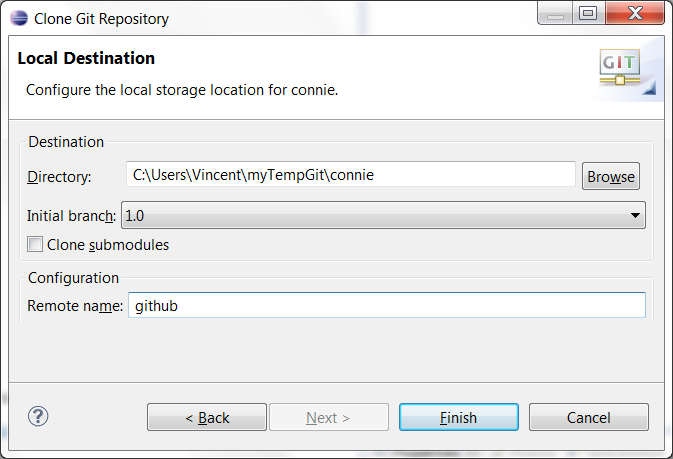 Clone Git Repository
Local Destination
Configure the local storage location for connie.
GIT
Destination
Directory: C:\Users\Vincent\myTempGit\connie Browse
Initial branch: 1.0
Clone submodules
Configuration
Remote name: github
? < Back Next > Finish Cancel